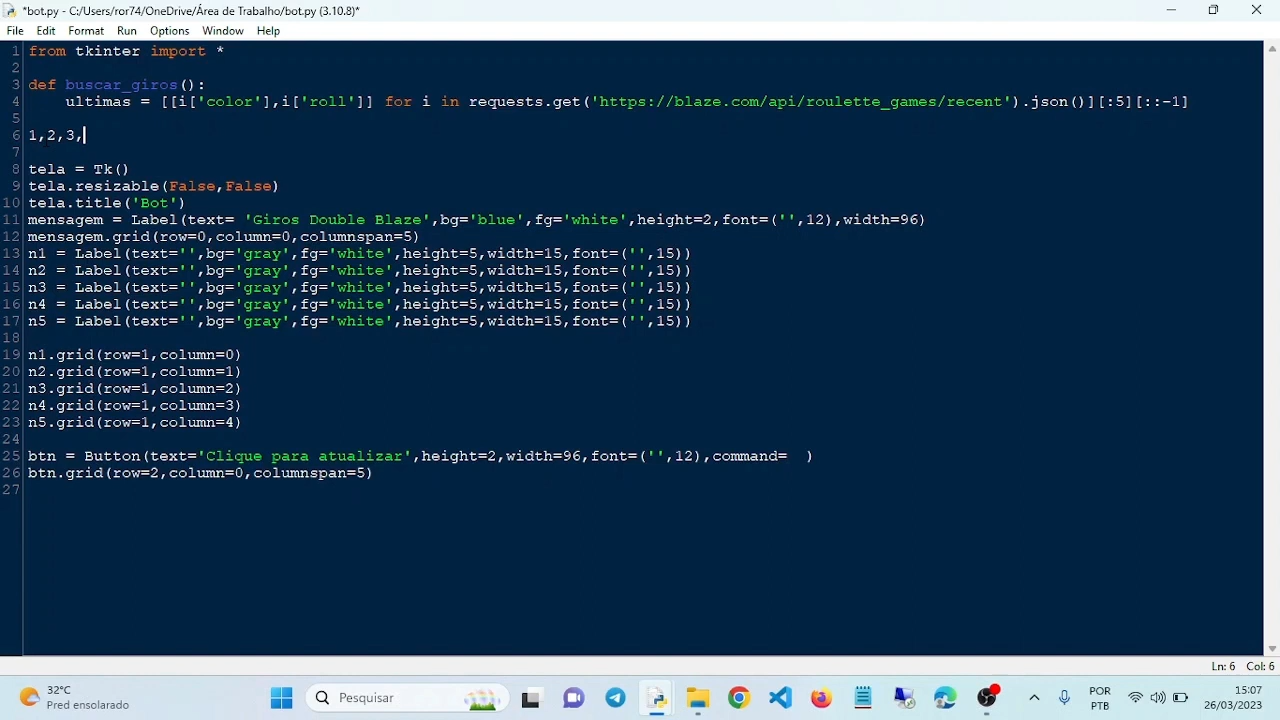 *bot.py - C:/Users/ror74/OneDrive/Área de Trabalho/bot.py (3.10.8)*
File Edit Format Run Options Window Help
1 from tkinter import *
2
3 def buscar_giros():
4     ultimas = [[i['color'],i['roll']] for i in requests.get('https://blaze.com/api/roulette_games/recent').json()][:5][::-1]
5
6 1,2,3,
7
8 tela = Tk()
9 tela.resizable(False,False)
10 tela.title('Bot')
11 mensagem = Label(text= 'Giros Double Blaze',bg='blue',fg='white',height=2,font=('',12),width=96)
12 mensagem.grid(row=0,column=0,columnspan=5)
13 n1 = Label(text='',bg='gray',fg='white',height=5,width=15,font=('',15))
14 n2 = Label(text='',bg='gray',fg='white',height=5,width=15,font=('',15))
15 n3 = Label(text='',bg='gray',fg='white',height=5,width=15,font=('',15))
16 n4 = Label(text='',bg='gray',fg='white',height=5,width=15,font=('',15))
17 n5 = Label(text='',bg='gray',fg='white',height=5,width=15,font=('',15))
18
19 n1.grid(row=1,column=0)
20 n2.grid(row=1,column=1)
21 n3.grid(row=1,column=2)
22 n4.grid(row=1,column=3)
23 n5.grid(row=1,column=4)
24
25 btn = Button(text='Clique para atualizar',height=2,width=96,font=('',12),command=  )
26 btn.grid(row=2,column=0,columnspan=5)
27
Ln: 6 Col: 6
32°C
Pred ensolarado
Pesquisar
POR
PTB
15:07
26/03/2023